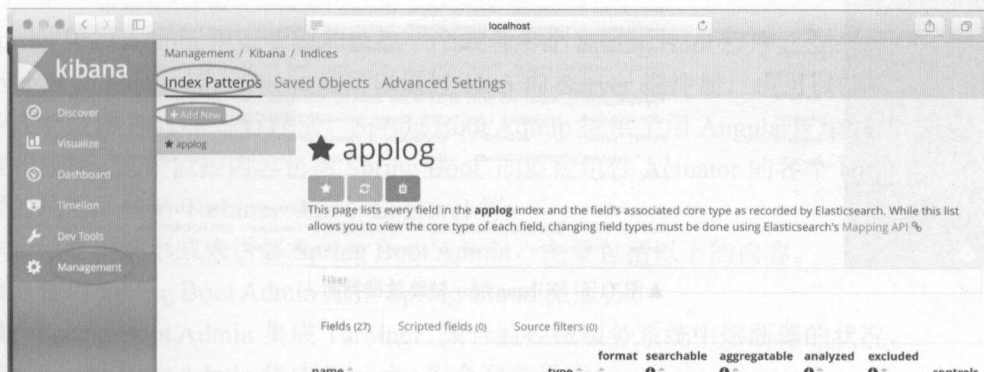 localhost
Management / Kibana / Indices
kibana
Index Patterns Saved Objects Advanced Settings
Discover
+ Add New
Visualize
★ applog
★ applog
Dashboard
Timelion
This page lists every field in the applog index and the field's associated core type as recorded by Elasticsearch. While this list
allows you to view the core type of each field, changing field types must be done using Elasticsearch's Mapping API
Dev Tools
Management
Filter
Fields (27) Scripted fields (0) Source filters (0)
format searchable aggregatable analyzed excluded
name type controls